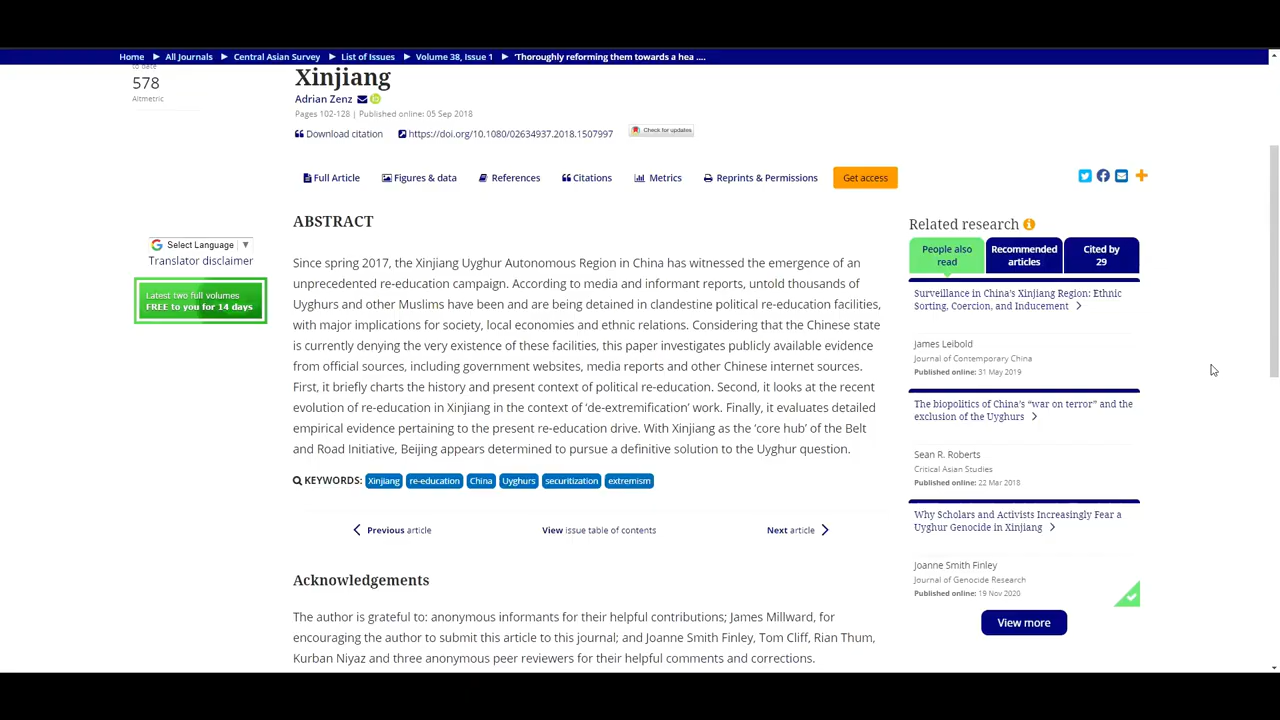 Home ▶ All Journals ▶ Central Asian Survey ▶ List of Issues ▶ Volume 38, Issue 1 ▶ 'Thoroughly reforming them towards a hea ....
to date
578
Altmetric
Xinjiang
Adrian Zenz
Pages 102-128 | Published online: 05 Sep 2018
Download citation https://doi.org/10.1080/02634937.2018.1507997 Check for updates
Full Article Figures & data References Citations Metrics Reprints & Permissions Get access
Select Language ▼
Translator disclaimer
Latest two full volumes
FREE to you for 14 days
ABSTRACT
Since spring 2017, the Xinjiang Uyghur Autonomous Region in China has witnessed the emergence of an
unprecedented re-education campaign. According to media and informant reports, untold thousands of
Uyghurs and other Muslims have been and are being detained in clandestine political re-education facilities,
with major implications for society, local economies and ethnic relations. Considering that the Chinese state
is currently denying the very existence of these facilities, this paper investigates publicly available evidence
from official sources, including government websites, media reports and other Chinese internet sources.
First, it briefly charts the history and present context of political re-education. Second, it looks at the recent
evolution of re-education in Xinjiang in the context of 'de-extremification' work. Finally, it evaluates detailed
empirical evidence pertaining to the present re-education drive. With Xinjiang as the 'core hub' of the Belt
and Road Initiative, Beijing appears determined to pursue a definitive solution to the Uyghur question.
KEYWORDS: Xinjiang re-education China Uyghurs securitization extremism
Previous article View issue table of contents Next article
Acknowledgements
The author is grateful to: anonymous informants for their helpful contributions; James Millward, for
encouraging the author to submit this article to this journal; and Joanne Smith Finley, Tom Cliff, Rian Thum,
Kurban Niyaz and three anonymous peer reviewers for their helpful comments and corrections.
Related research
People also
read
Recommended
articles
Cited by
29
Surveillance in China's Xinjiang Region: Ethnic
Sorting, Coercion, and Inducement
James Leibold
Journal of Contemporary China
Published online: 31 May 2019
The biopolitics of China's "war on terror" and the
exclusion of the Uyghurs
Sean R. Roberts
Critical Asian Studies
Published online: 22 Mar 2018
Why Scholars and Activists Increasingly Fear a
Uyghur Genocide in Xinjiang
Joanne Smith Finley
Journal of Genocide Research
Published online: 19 Nov 2020
View more